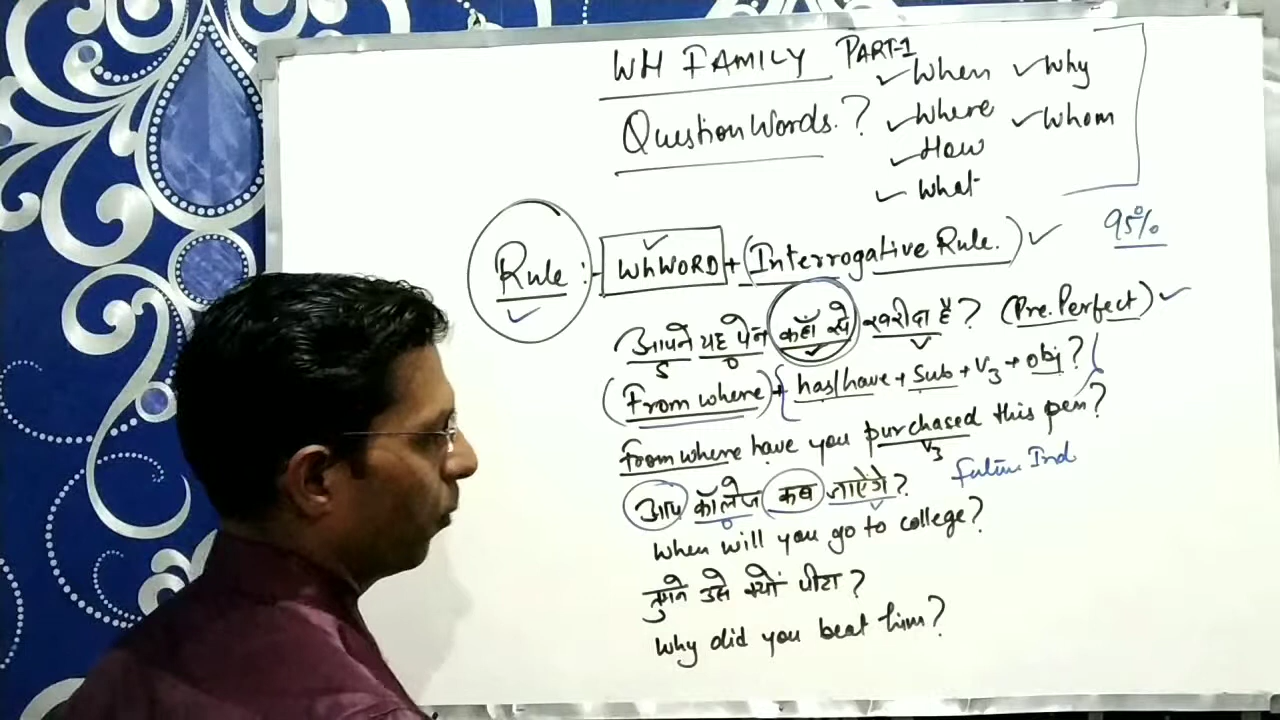 WH FAMILY PART-1
Question Words. ?
When Why
Where Whom
How
What
95%
Rule :- WhWORD + (Interrogative Rule.)
आपने यह पेन कहाँ से खरीदा है? (Pre. Perfect)
S O V
(From where) + { has/have + Sub + V3 + obj ? }
from where have you purchased this pen?
V3
आप कॉलेज कब जाएंगे? Future Ind
O V
When will you go to college?
तुमने उसे क्यों पीटा?
Why did you beat him?